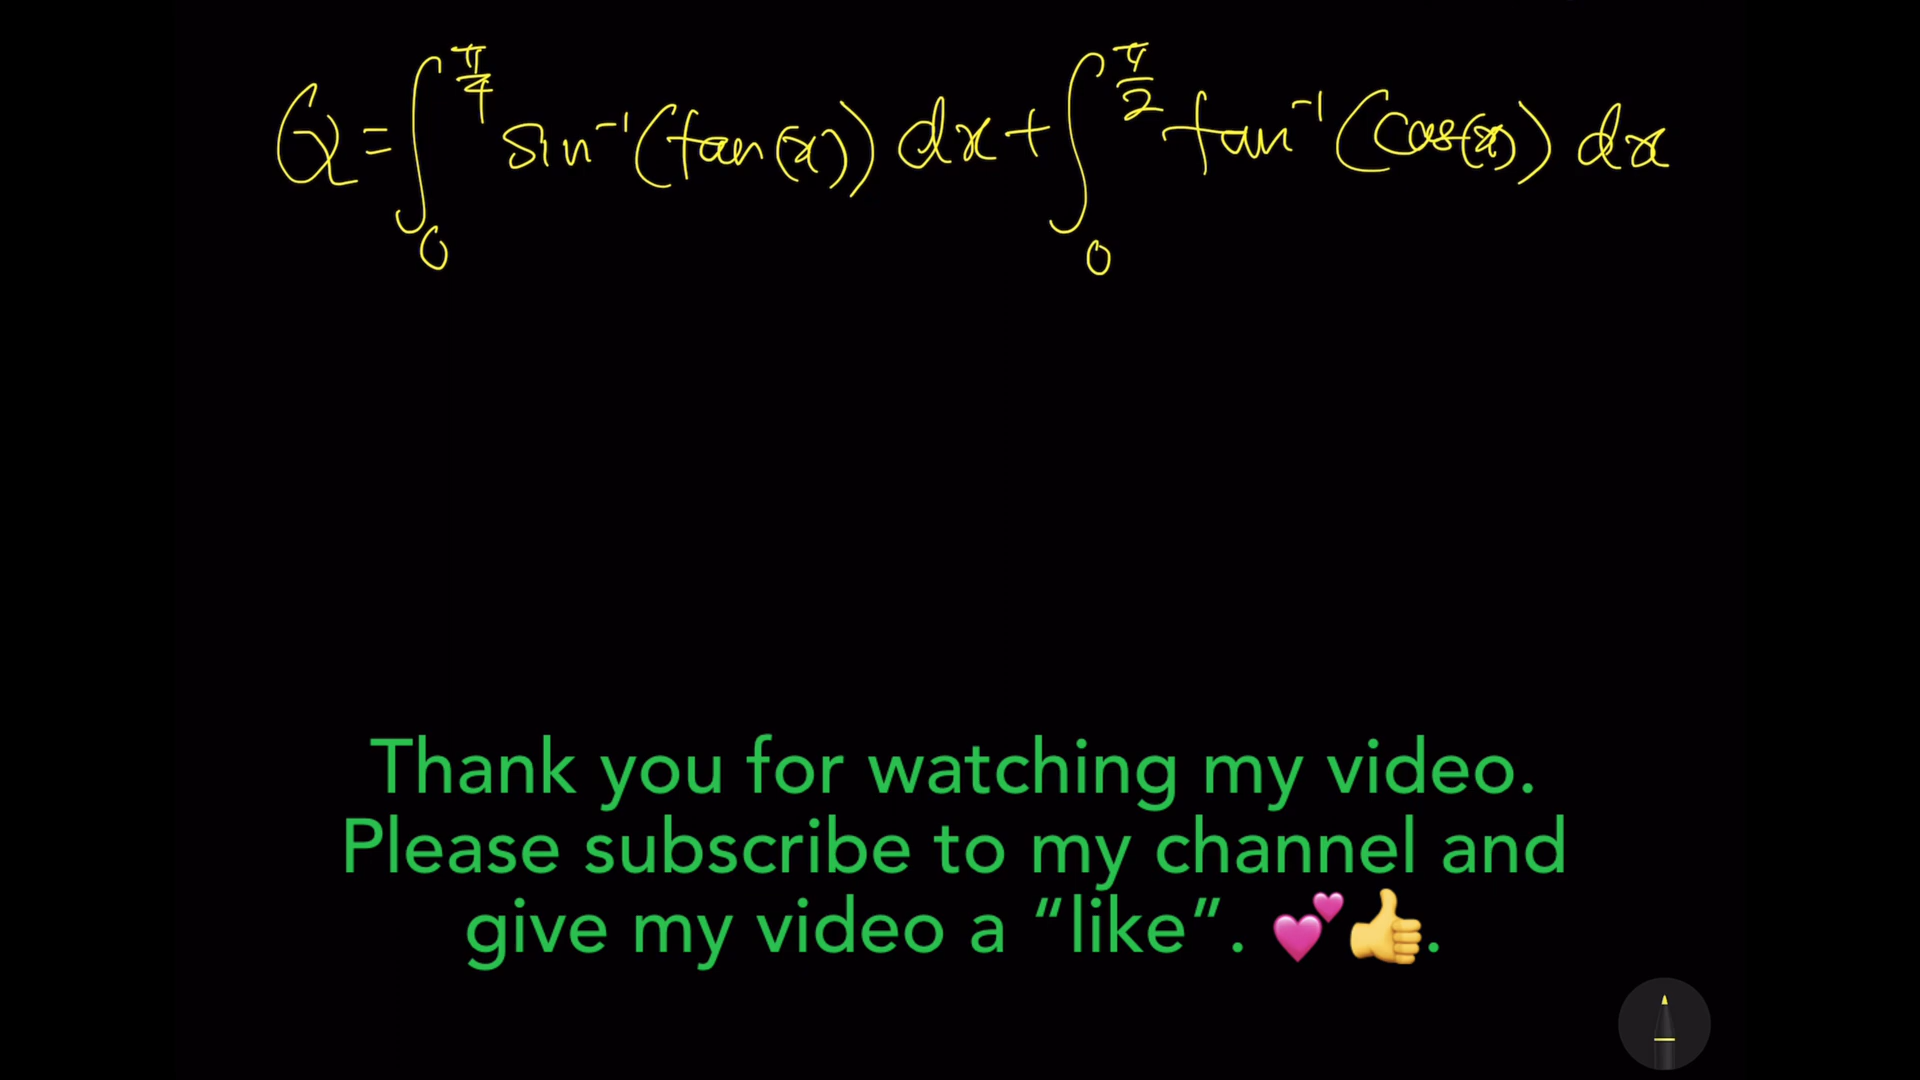 Q = ∫₀^{π/4} sin⁻¹(tan(x)) dx + ∫₀^{π/2} tan⁻¹(cos(x)) dx
Thank you for watching my video.
Please subscribe to my channel and
give my video a “like”. 💕👍.